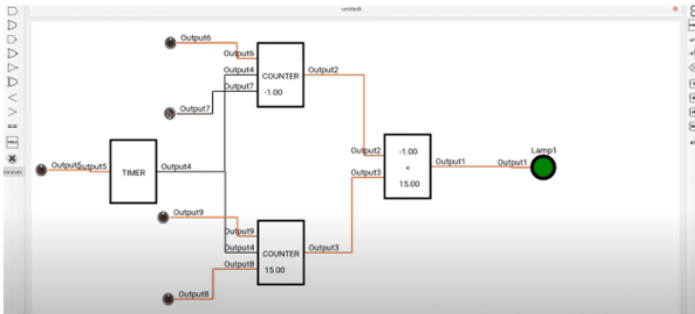 untitled8
Output6
Output6
Output4
Output7
COUNTER
-1.00
Output2
Output7
Output5
Output5
TIMER
Output4
Output2
Output3
-1.00
<
15.00
Output1
Output1
Lamp1
Output9
Output9
Output4
Output8
COUNTER
15.00
Output3
Output8